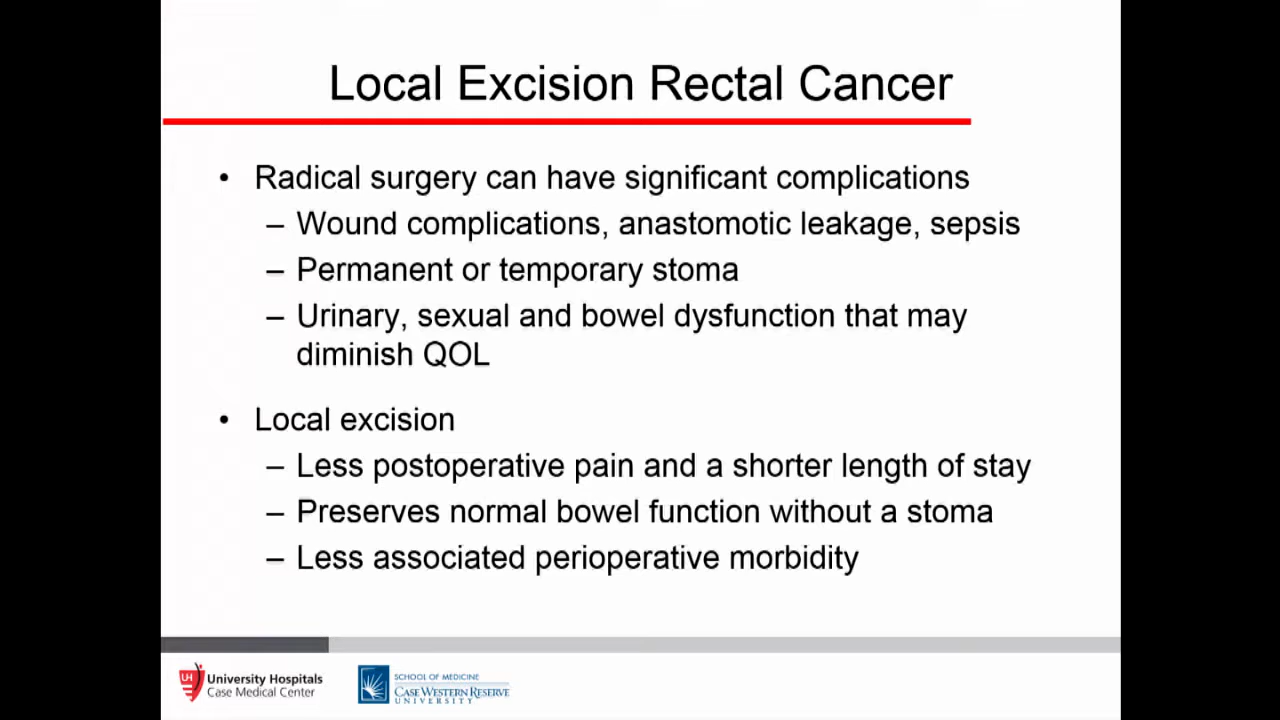 Local Excision Rectal Cancer
• Radical surgery can have significant complications
– Wound complications, anastomotic leakage, sepsis
– Permanent or temporary stoma
– Urinary, sexual and bowel dysfunction that may
diminish QOL
• Local excision
– Less postoperative pain and a shorter length of stay
– Preserves normal bowel function without a stoma
– Less associated perioperative morbidity
UH
University Hospitals
Case Medical Center
SCHOOL OF MEDICINE
CASE WESTERN RESERVE
UNIVERSITY